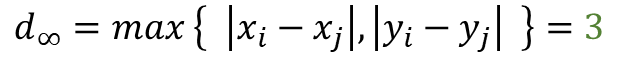 d∞ = max { |xᵢ − xⱼ|, |yᵢ − yⱼ| } = 3